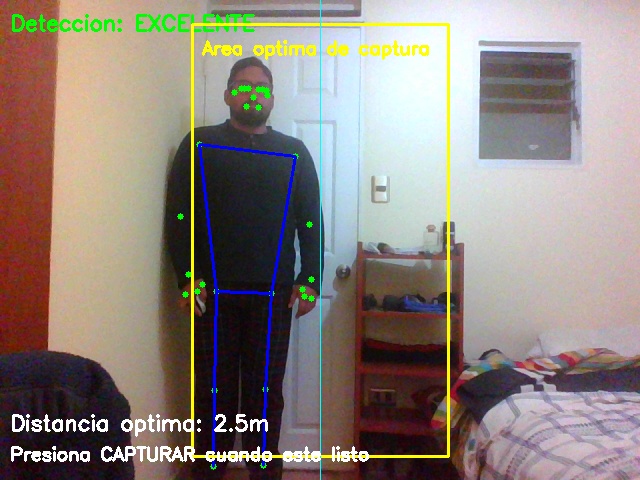 Deteccion: EXCELENTE
Area optima de captura
Distancia optima: 2.5m
Presiona CAPTURAR cuando este listo